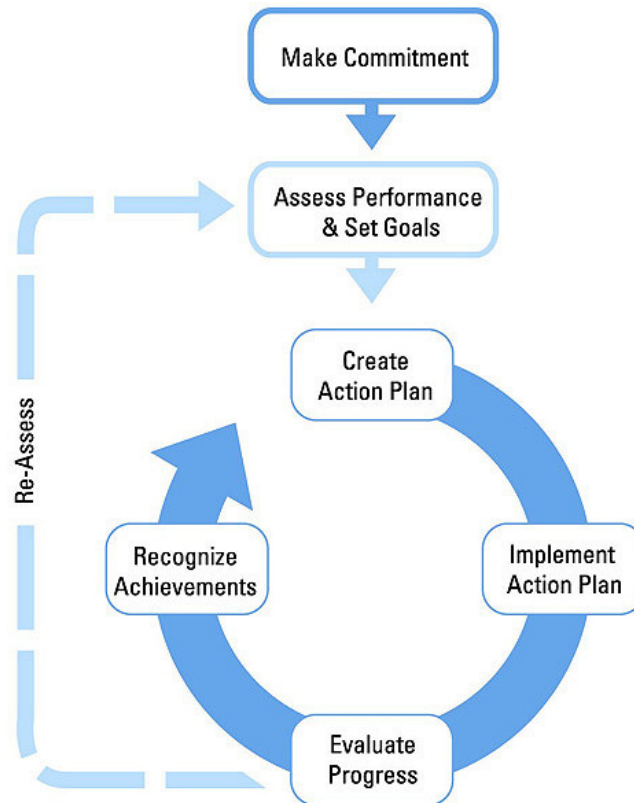 Make Commitment
Assess Performance
& Set Goals
Create
Action Plan
Implement
Action Plan
Evaluate
Progress
Recognize
Achievements
Re-Assess